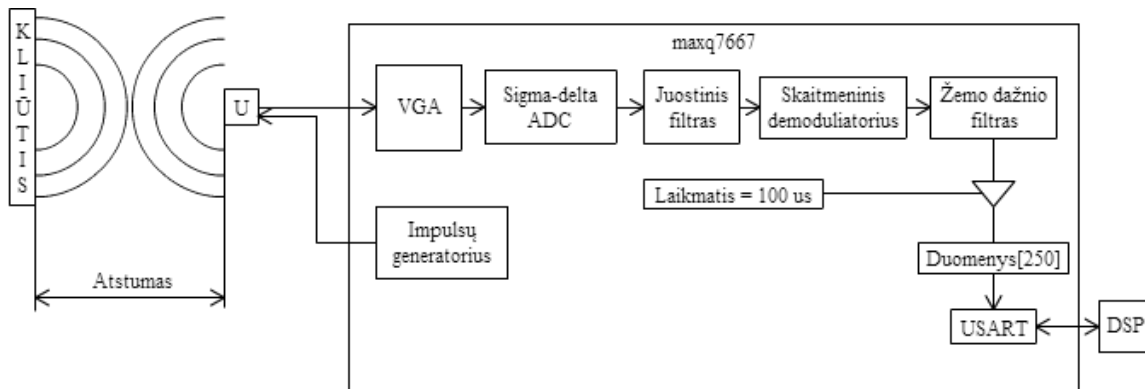 KLIŪTIS
U
Atstumas
maxq7667
VGA
Sigma-delta
ADC
Juostinis
filtras
Skaitmeninis
demoduliatorius
Žemo dažnio
filtras
Laikmatis = 100 us
Impulsų
generatorius
Duomenys[250]
USART
DSP